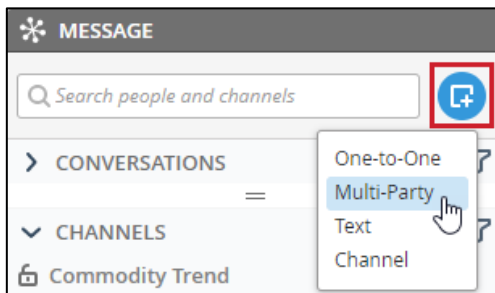 MESSAGE
Search people and channels
CONVERSATIONS
CHANNELS
Commodity Trend
One-to-One
Multi-Party
Text
Channel